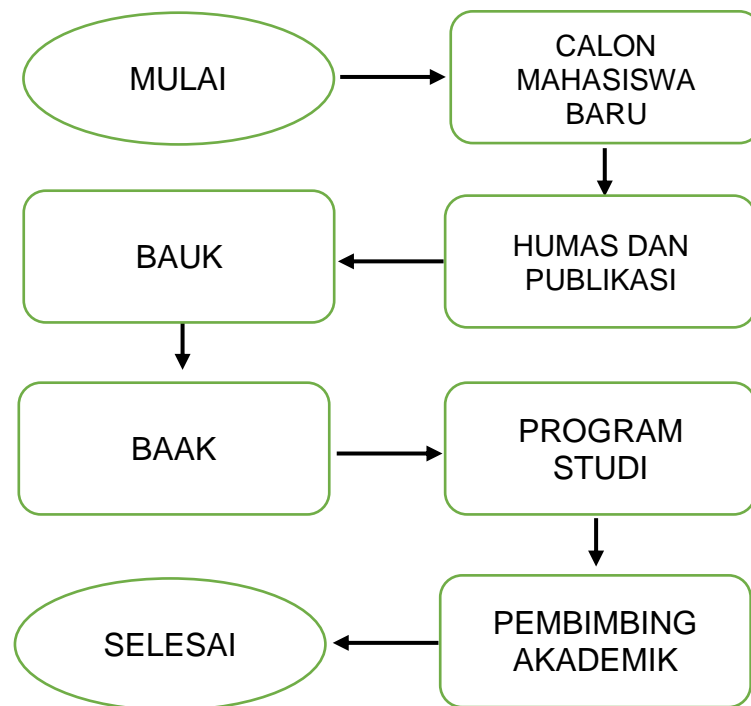 MULAI
CALON
MAHASISWA
BARU
HUMAS DAN
PUBLIKASI
BAUK
BAAK
PROGRAM
STUDI
PEMBIMBING
AKADEMIK
SELESAI